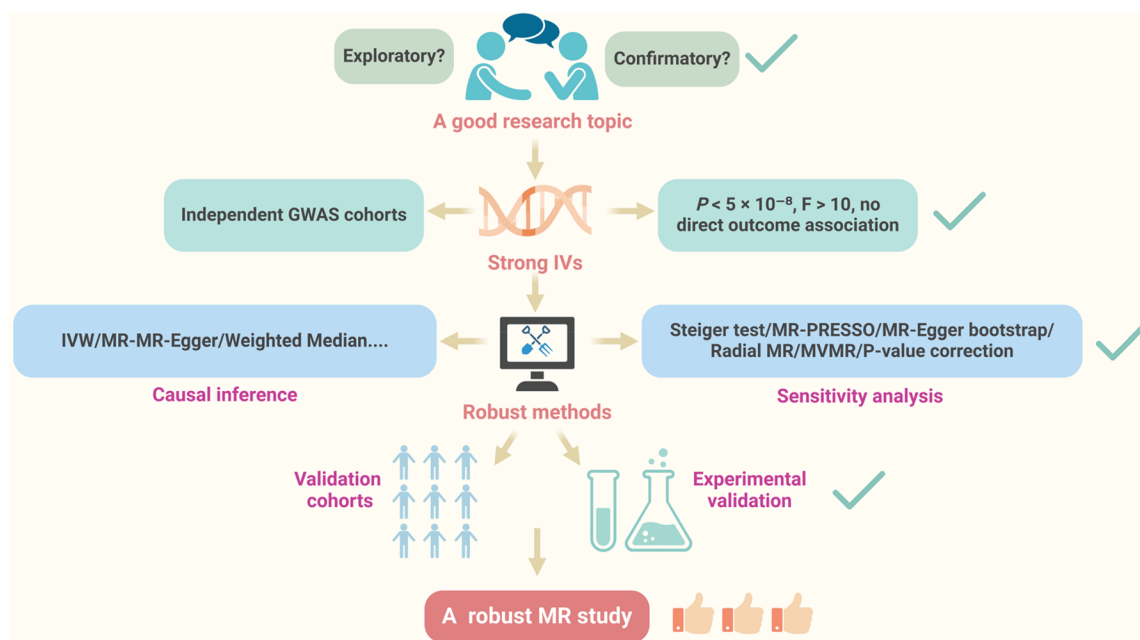 Exploratory?
Confirmatory?
A good research topic
Independent GWAS cohorts
P < 5 × 10⁻⁸, F > 10, no
direct outcome association
Strong IVs
IVW/MR-MR-Egger/Weighted Median....
Steiger test/MR-PRESSO/MR-Egger bootstrap/
Radial MR/MVMR/P-value correction
Causal inference
Sensitivity analysis
Robust methods
Validation
cohorts
Experimental
validation
A robust MR study